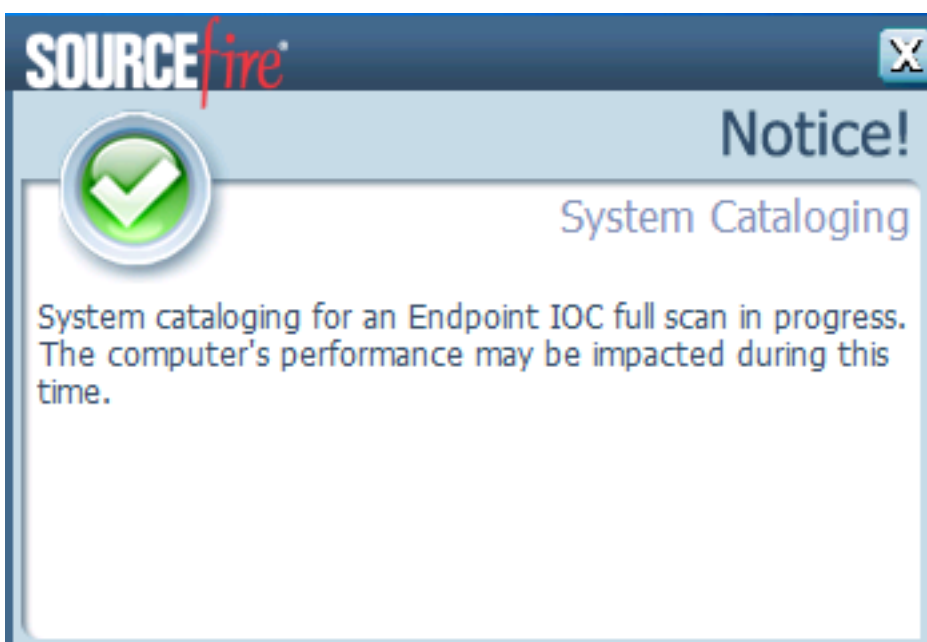 SOURCEfire®
X
Notice!
System Cataloging
System cataloging for an Endpoint IOC full scan in progress.
The computer's performance may be impacted during this
time.